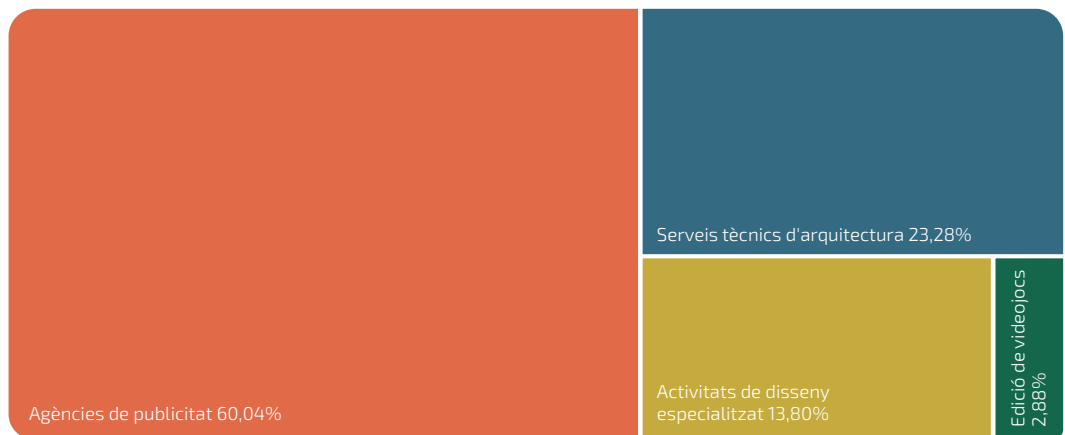 Agències de publicitat 60,04%
Serveis tècnics d'arquitectura 23,28%
Activitats de disseny
especialitzat 13,80%
Edició de videojocs
2,88%